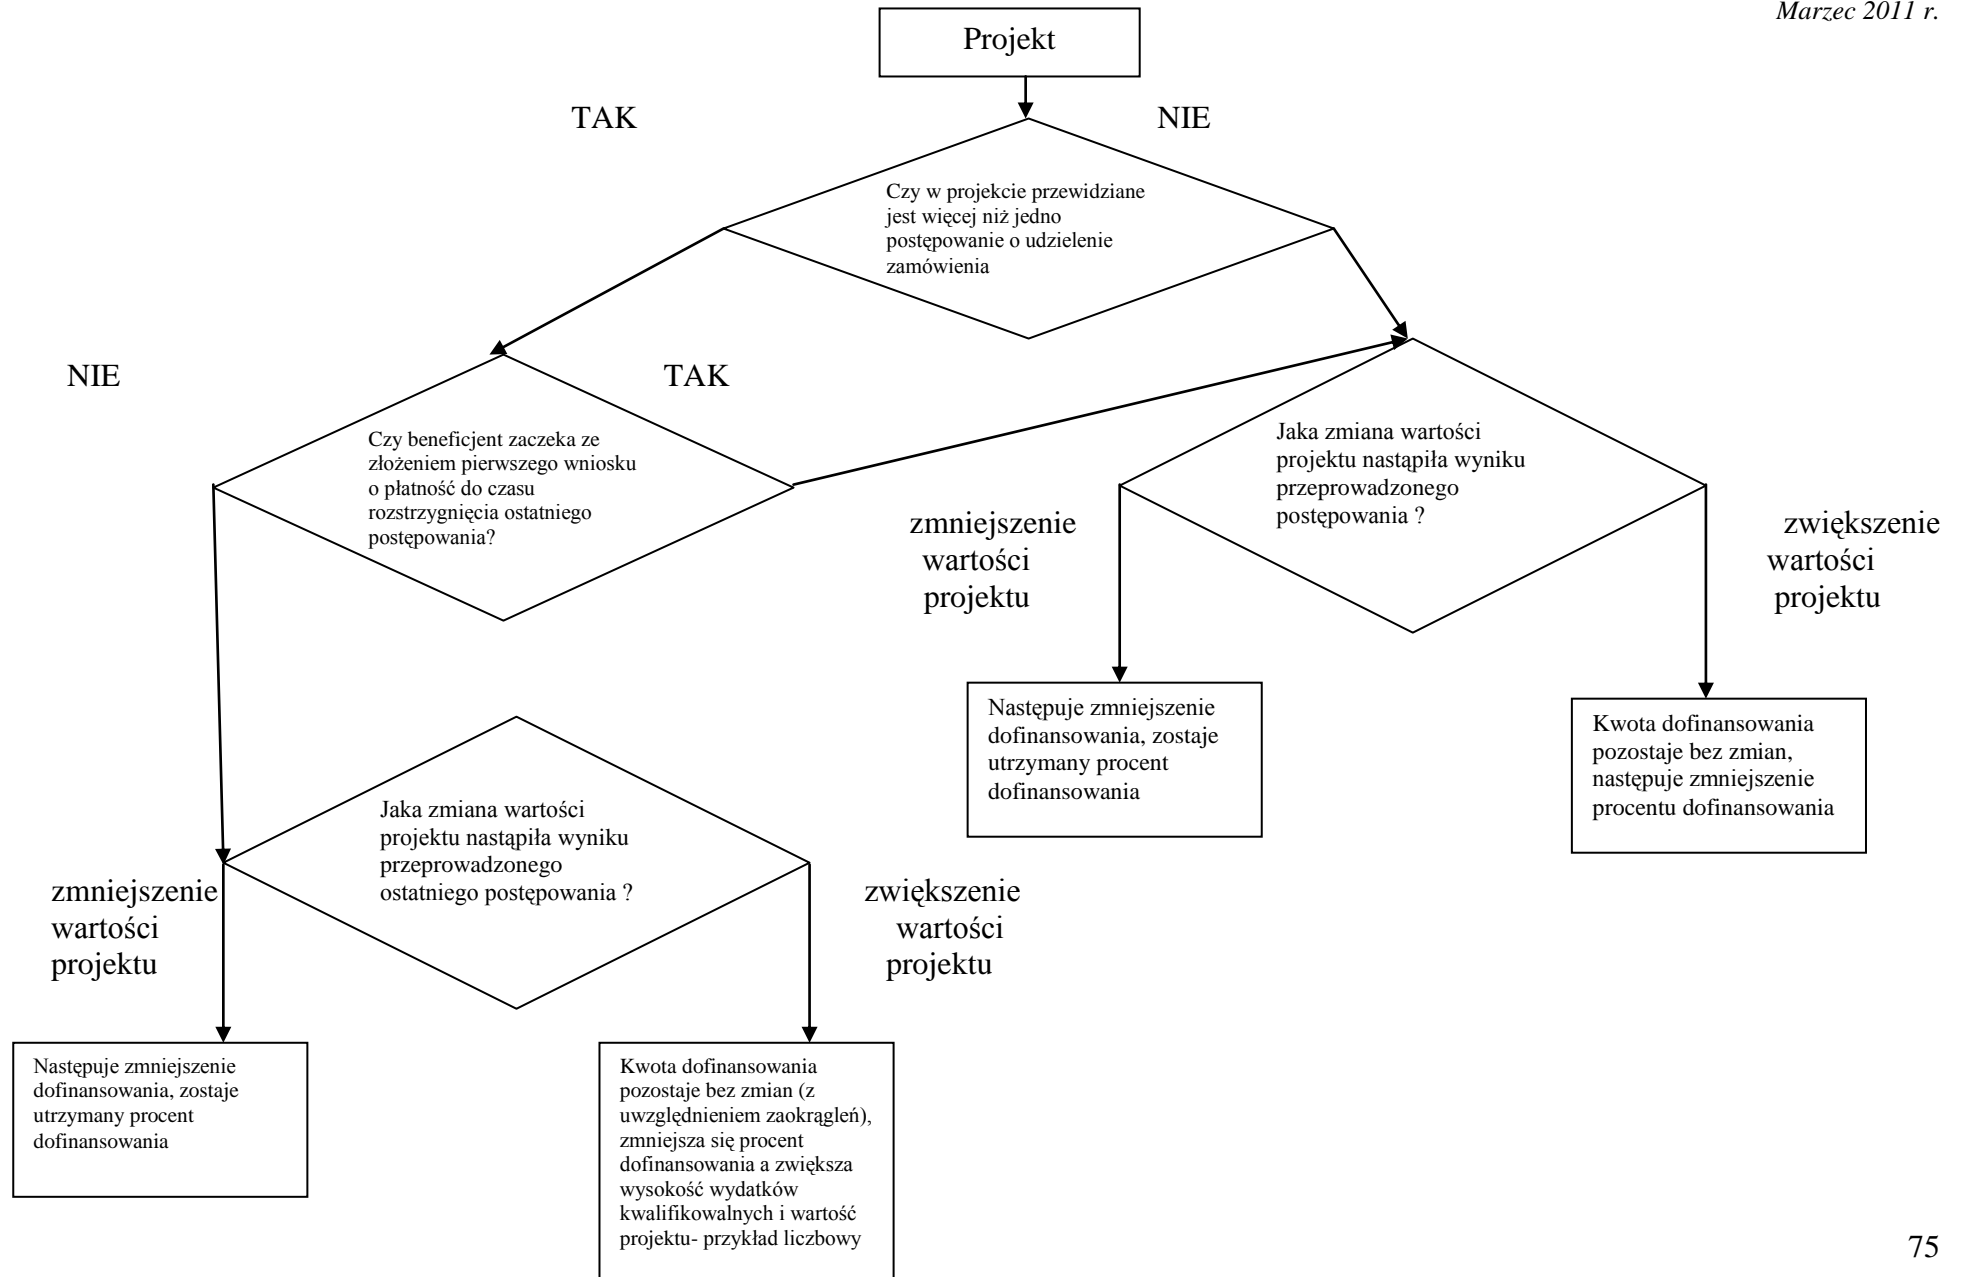 Marzec 2011 r.
Projekt
TAK
NIE
Czy w projekcie przewidziane
jest więcej niż jedno
postępowanie o udzielenie
zamówienia
NIE
TAK
Czy beneficjent zaczeka ze
złożeniem pierwszego wniosku
o płatność do czasu
rozstrzygnięcia ostatniego
postępowania?
Jaka zmiana wartości
projektu nastąpiła wyniku
przeprowadzonego
postępowania ?
zmniejszenie
wartości
projektu
zwiększenie
wartości
projektu
Następuje zmniejszenie
dofinansowania, zostaje
utrzymany procent
dofinansowania
Kwota dofinansowania
pozostaje bez zmian,
następuje zmniejszenie
procentu dofinansowania
Jaka zmiana wartości
projektu nastąpiła wyniku
przeprowadzonego
ostatniego postępowania ?
zmniejszenie
wartości
projektu
zwiększenie
wartości
projektu
Następuje zmniejszenie
dofinansowania, zostaje
utrzymany procent
dofinansowania
Kwota dofinansowania
pozostaje bez zmian (z
uwzględnieniem zaokrągleń),
zmniejsza się procent
dofinansowania a zwiększa
wysokość wydatków
kwalifikowalnych i wartość
projektu- przykład liczbowy
75